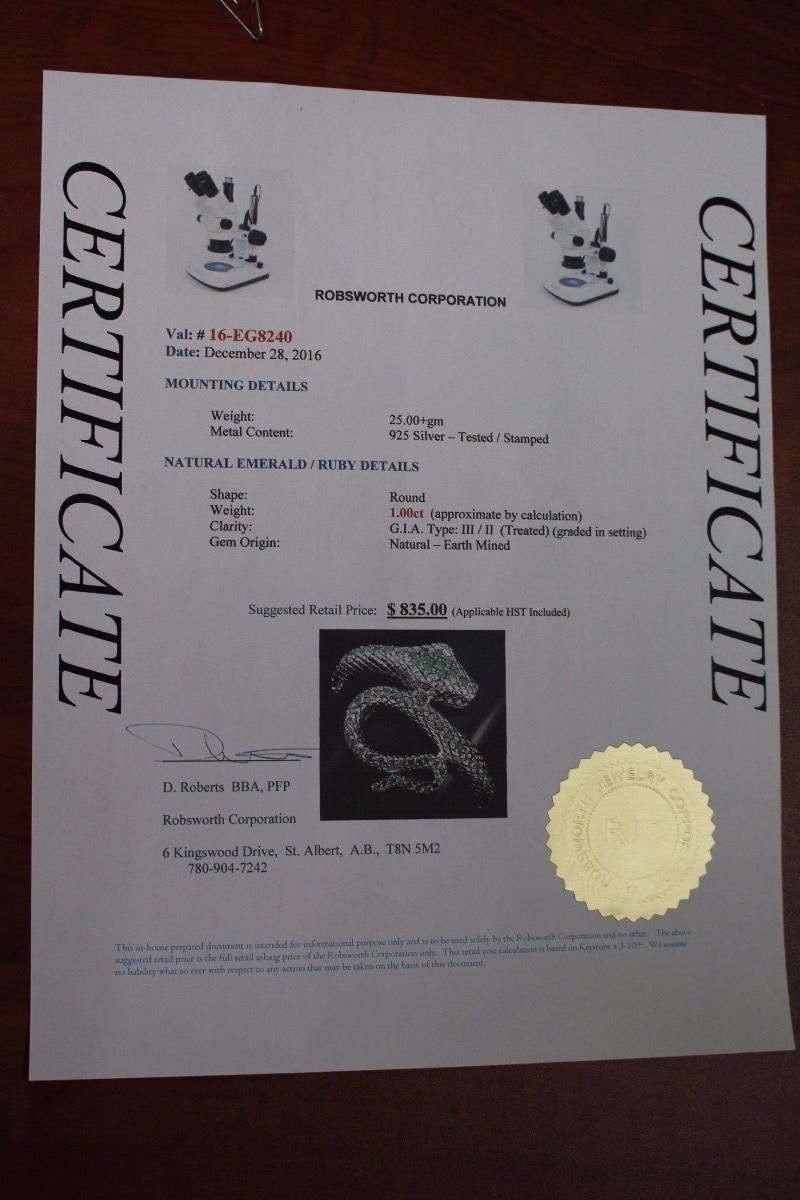 CERTIFICATE
CERTIFICATE
ROBSWORTH CORPORATION
Val: # 16-EG8240
Date: December 28, 2016
MOUNTING DETAILS
Weight: 25.00+gm
Metal Content: 925 Silver – Tested / Stamped
NATURAL EMERALD / RUBY DETAILS
Shape: Round
Weight: 1.00ct (approximate by calculation)
Clarity: G.I.A. Type: III / II (Treated) (graded in setting)
Gem Origin: Natural – Earth Mined
Suggested Retail Price: $ 835.00 (Applicable HST Included)
D. Roberts BBA, PFP
Robsworth Corporation
6 Kingswood Drive, St. Albert, A.B., T8N 5M2
780-904-7242
ROBSWORTH JEWELRY
This in-house prepared document is intended for informational purpose only and is to be used solely by the Robsworth Corporation and no other. The above
suggested retail price is the full retail asking price of the Robsworth Corporation only. This retail cost calculation is based on Keystone x 3-10+. We assume
no liability what so ever with respect to any action that may be taken on the basis of this document.